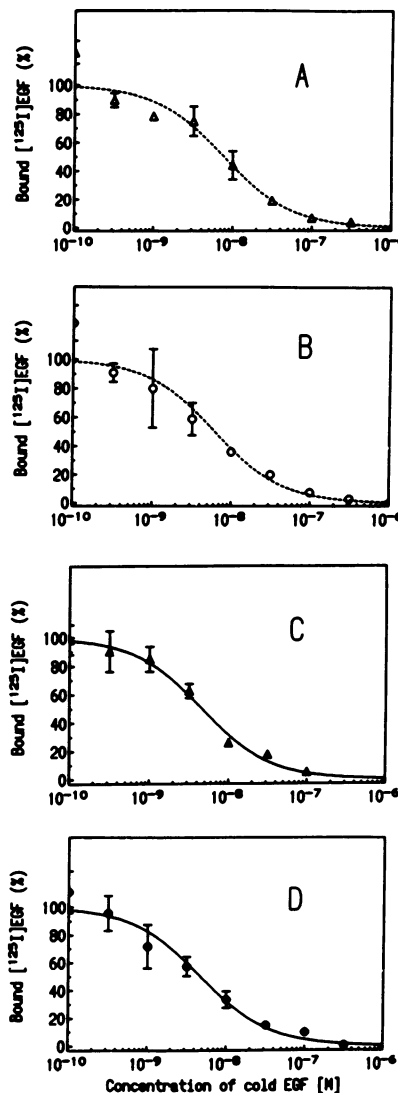 Bound [¹²⁵I]EGF (%)
A
100
80
60
40
20
0
10⁻¹⁰ 10⁻⁹ 10⁻⁸ 10⁻⁷ 10⁻⁶
Bound [¹²⁵I]EGF (%)
B
100
80
60
40
20
0
10⁻¹⁰ 10⁻⁹ 10⁻⁸ 10⁻⁷ 10⁻⁶
Bound [¹²⁵I]EGF (%)
C
100
80
60
40
20
0
10⁻¹⁰ 10⁻⁹ 10⁻⁸ 10⁻⁷ 10⁻⁶
Bound [¹²⁵I]EGF (%)
D
100
80
60
40
20
0
10⁻¹⁰ 10⁻⁹ 10⁻⁸ 10⁻⁷ 10⁻⁶
Concentration of cold EGF [M]